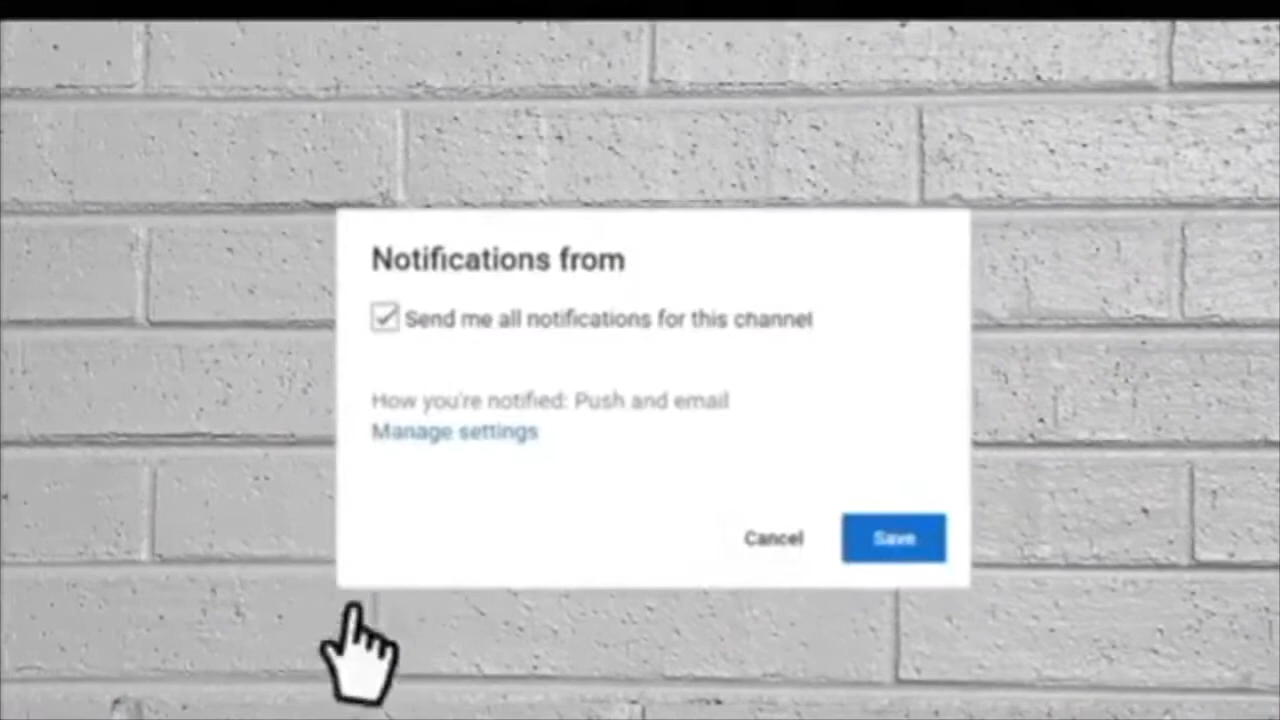 Notifications from
Send me all notifications for this channel
How you're notified: Push and email
Manage settings
Cancel
Save